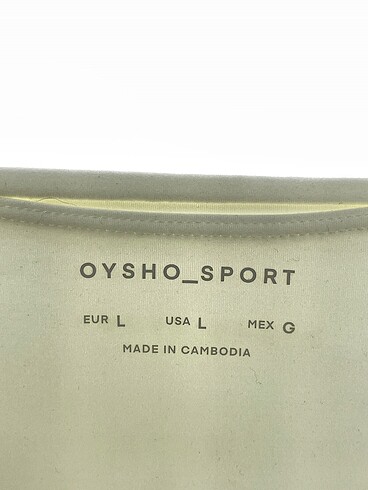 OYSHO_SPORT
EUR L USA L MEX G
MADE IN CAMBODIA